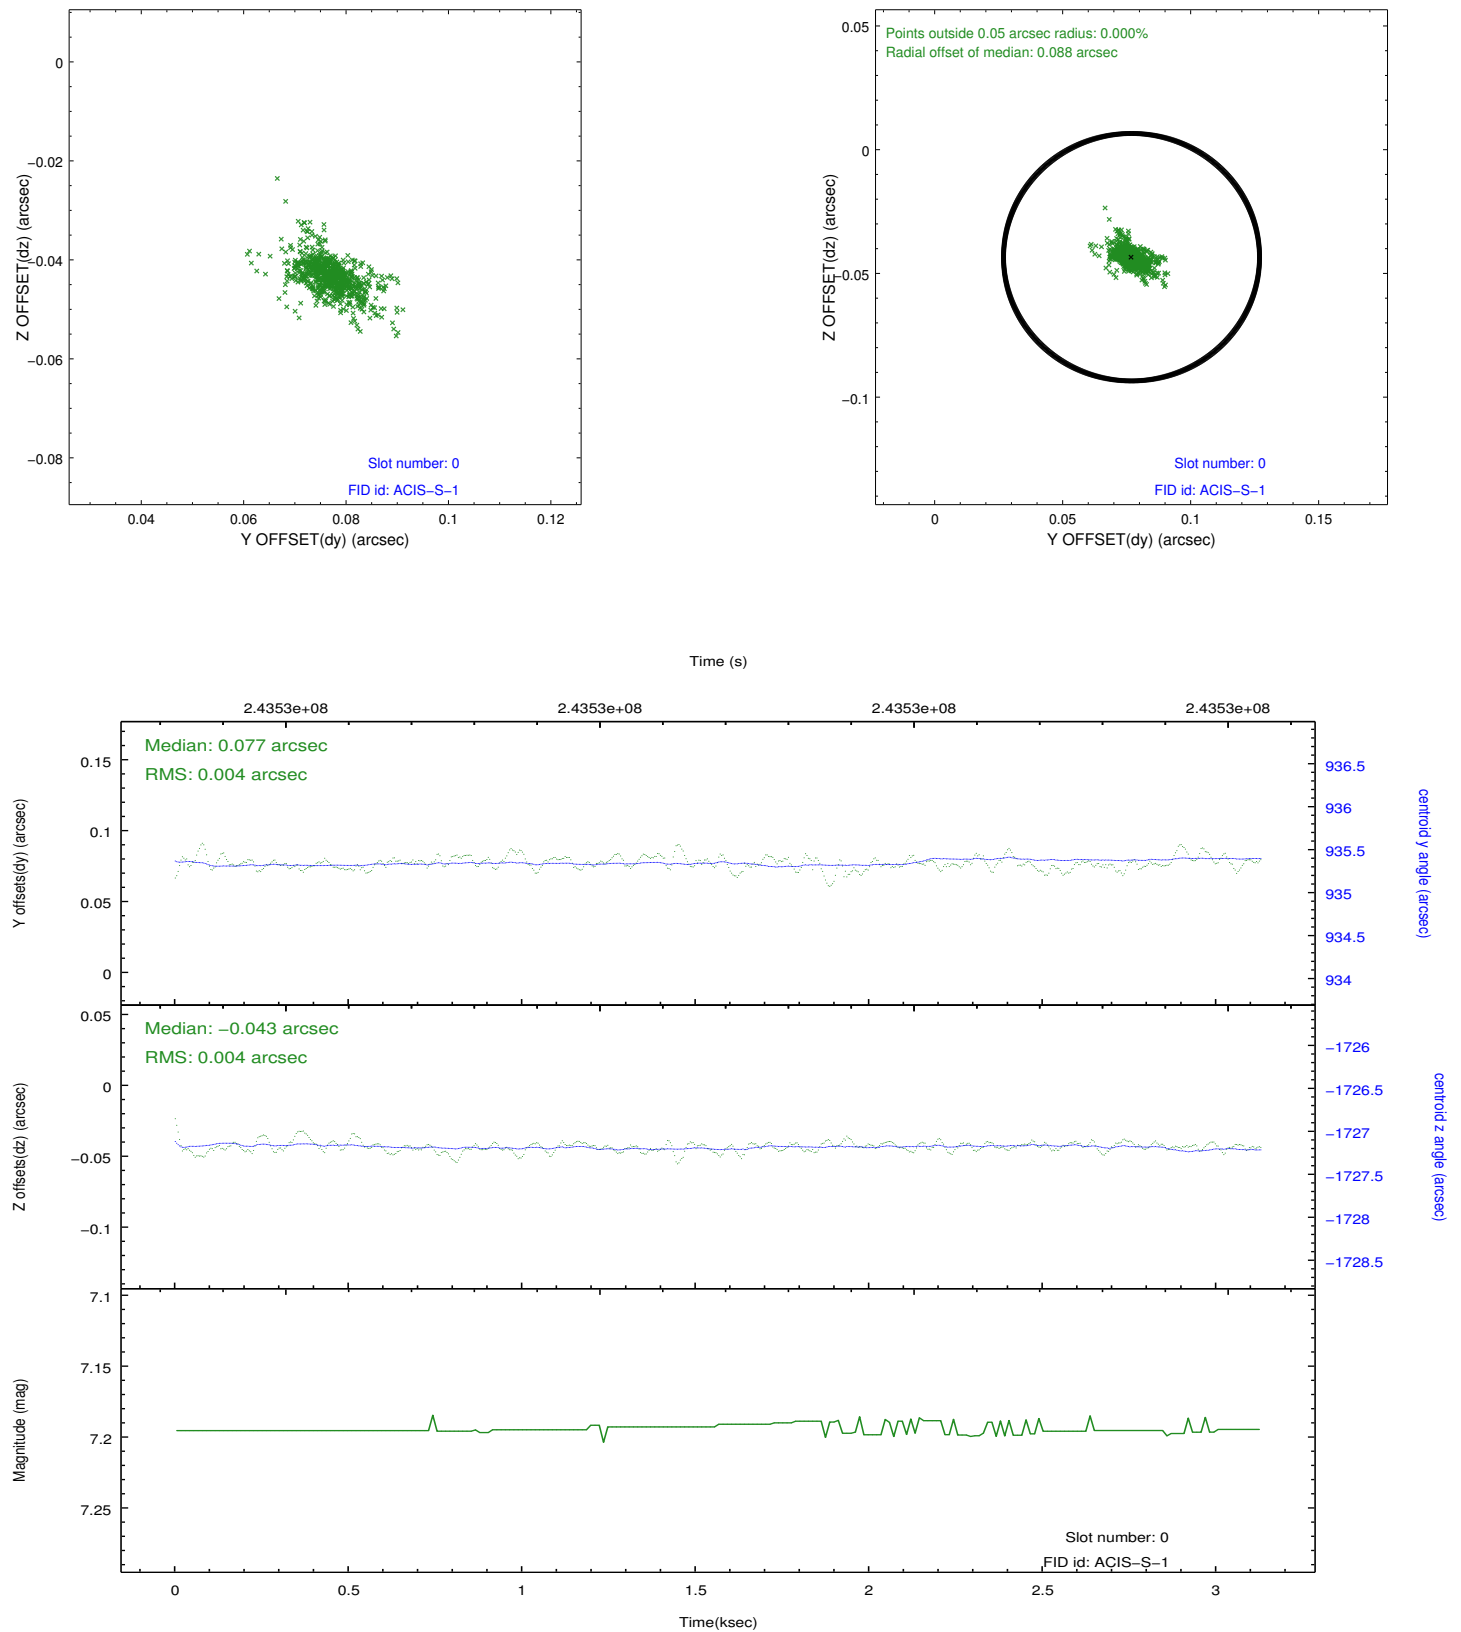 0
−0.02
−0.04
−0.06
−0.08
Z OFFSET(dz) (arcsec)
Slot number: 0
FID id: ACIS−S−1
0.04
0.06
0.08
0.1
0.12
Y OFFSET(dy) (arcsec)
Points outside 0.05 arcsec radius: 0.000%
Radial offset of median: 0.088 arcsec
0.05
0
−0.05
−0.1
Z OFFSET(dz) (arcsec)
Slot number: 0
FID id: ACIS−S−1
0
0.05
0.1
0.15
Y OFFSET(dy) (arcsec)
Time (s)
2.4353e+08
2.4353e+08
2.4353e+08
2.4353e+08
Median: 0.077 arcsec
RMS: 0.004 arcsec
0.15
0.1
0.05
0
Y offsets(dy) (arcsec)
936.5
936
935.5
935
934.5
934
centroid y angle (arcsec)
Median: −0.043 arcsec
RMS: 0.004 arcsec
0.05
0
−0.05
−0.1
Z offsets(dz) (arcsec)
−1726
−1726.5
−1727
−1727.5
−1728
−1728.5
centroid z angle (arcsec)
7.1
7.15
7.2
7.25
Magnitude (mag)
Slot number: 0
FID id: ACIS−S−1
0
0.5
1
1.5
2
2.5
3
Time(ksec)